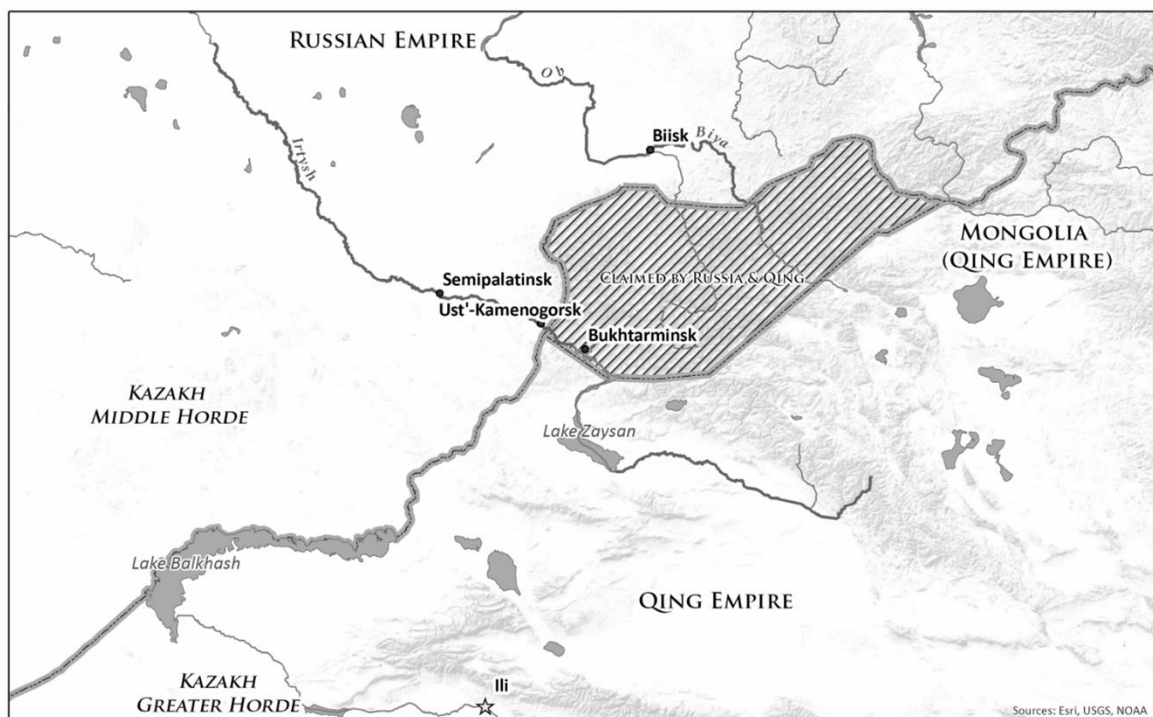 RUSSIAN EMPIRE
Ob
Irtysh
Biisk
Biya
MONGOLIA
(QING EMPIRE)
CLAIMED BY RUSSIA & QING
Semipalatinsk
Ust'-Kamenogorsk
Bukhtarminsk
KAZAKH
MIDDLE HORDE
Lake Zaysan
Lake Balkhash
QING EMPIRE
KAZAKH
GREATER HORDE
Ili
Sources: Esri, USGS, NOAA